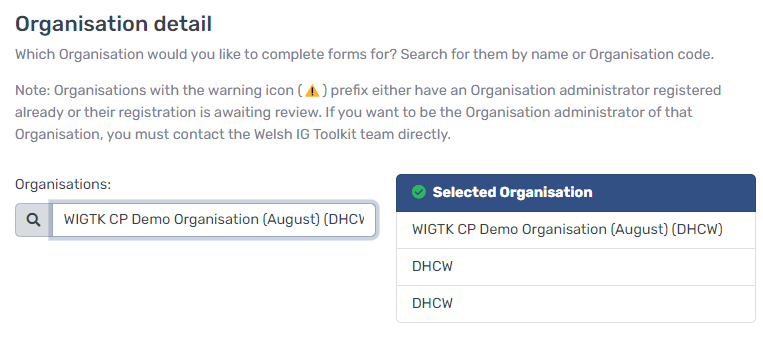 Organisation detail
Which Organisation would you like to complete forms for? Search for them by name or Organisation code.
Note: Organisations with the warning icon (⚠) prefix either have an Organisation administrator registered
already or their registration is awaiting review. If you want to be the Organisation administrator of that
Organisation, you must contact the Welsh IG Toolkit team directly.
Organisations:
WIGTK CP Demo Organisation (August) (DHCW
Selected Organisation
WIGTK CP Demo Organisation (August) (DHCW)
DHCW
DHCW